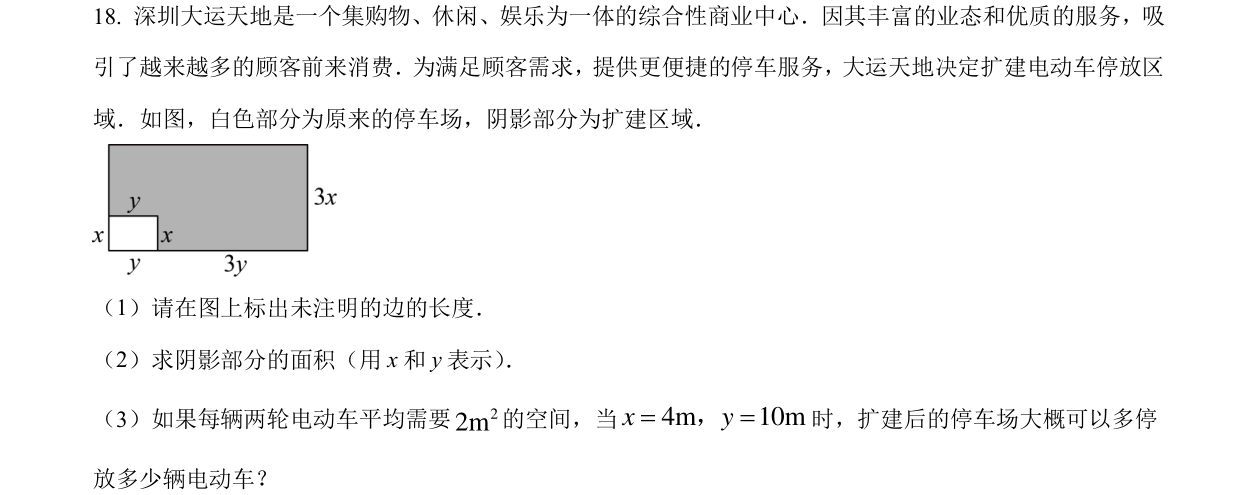 18. 深圳大运天地是一个集购物、休闲、娱乐为一体的综合性商业中心．因其丰富的业态和优质的服务，吸
引了越来越多的顾客前来消费．为满足顾客需求，提供更便捷的停车服务，大运天地决定扩建电动车停放区
域．如图，白色部分为原来的停车场，阴影部分为扩建区域．
3x
y
x
x
y
3y
（1）请在图上标出未注明的边的长度．
（2）求阴影部分的面积（用 x 和 y 表示）．
（3）如果每辆两轮电动车平均需要 2m² 的空间，当 x = 4m，y = 10m 时，扩建后的停车场大概可以多停
放多少辆电动车？